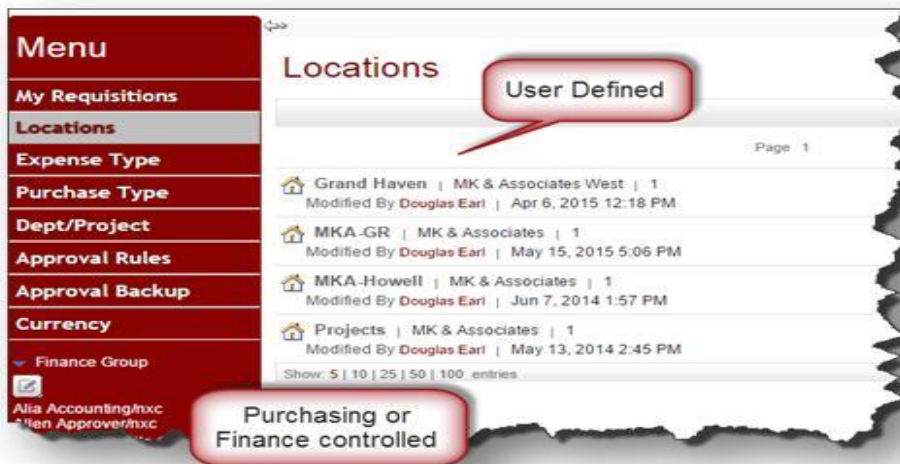 Menu
My Requisitions
Locations
Expense Type
Purchase Type
Dept/Project
Approval Rules
Approval Backup
Currency
Finance Group
Alia Accounting/nxc
Allen Approver/nxc
Locations
User Defined
Page 1
Grand Haven | MK & Associates West | 1
Modified By Douglas Earl | Apr 6, 2015 12:18 PM
MKA-GR | MK & Associates | 1
Modified By Douglas Earl | May 15, 2015 5:06 PM
MKA-Howell | MK & Associates | 1
Modified By Douglas Earl | Jun 7, 2014 1:57 PM
Projects | MK & Associates | 1
Modified By Douglas Earl | May 13, 2014 2:45 PM
Show: 5 | 10 | 25 | 50 | 100 entries
Purchasing or
Finance controlled